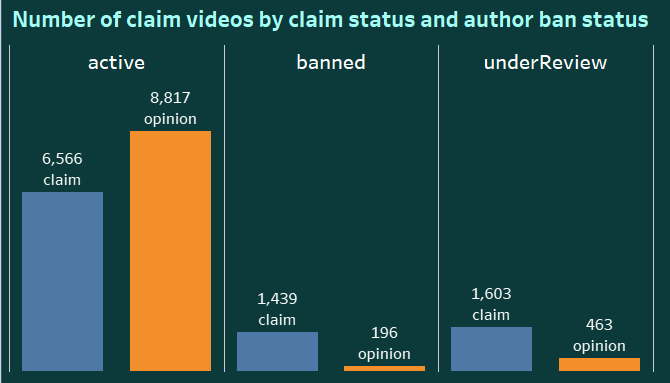 Number of claim videos by claim status and author ban status
active
banned
underReview
6,566
claim
8,817
opinion
1,439
claim
196
opinion
1,603
claim
463
opinion